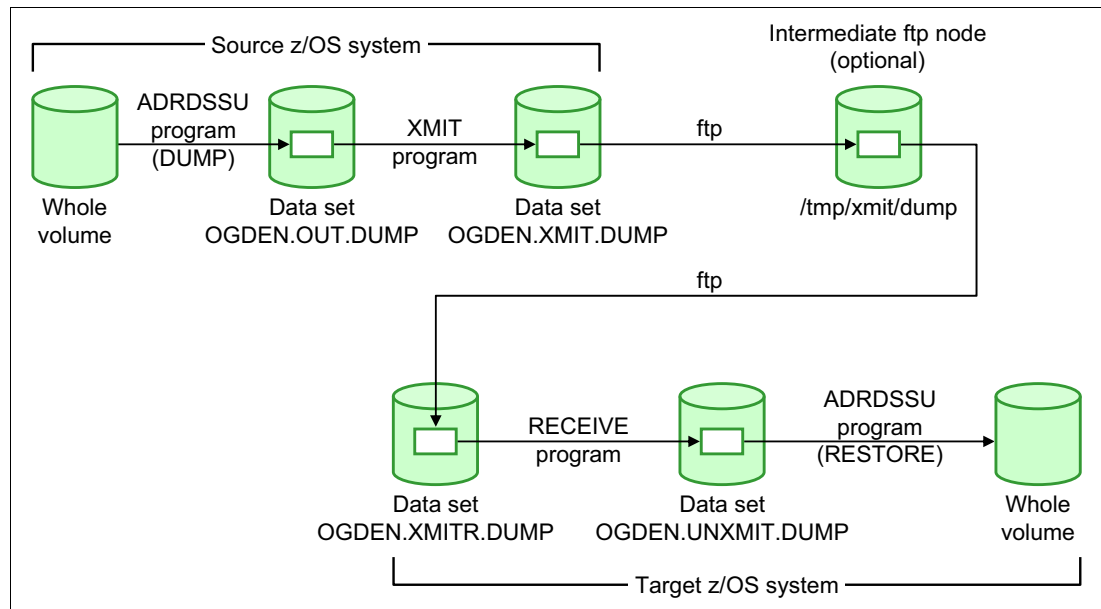 Source z/OS system
Intermediate ftp node
(optional)
ADRDSSU
program
(DUMP)
XMIT
program
ftp
Whole
volume
Data set
OGDEN.OUT.DUMP
Data set
OGDEN.XMIT.DUMP
/tmp/xmit/dump
ftp
RECEIVE
program
ADRDSSU
program
(RESTORE)
Data set
OGDEN.XMITR.DUMP
Data set
OGDEN.UNXMIT.DUMP
Whole
volume
Target z/OS system